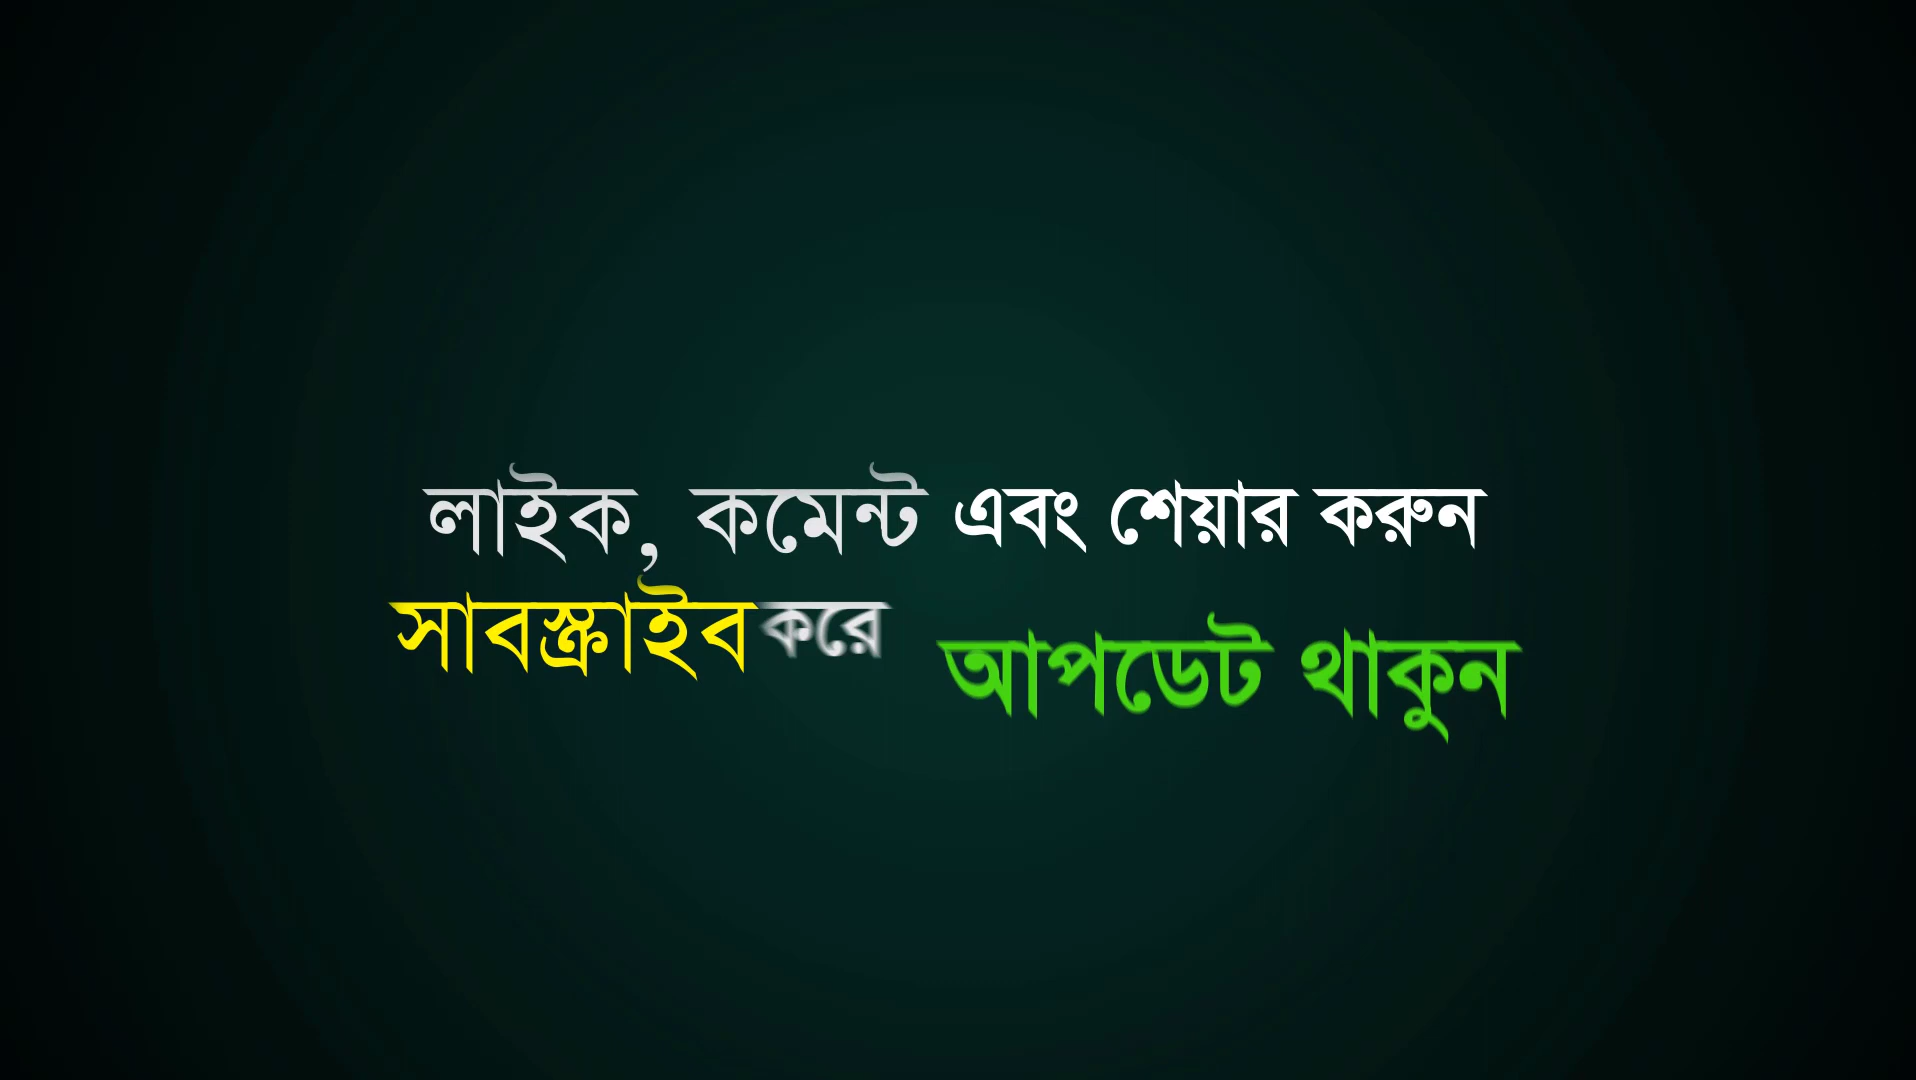 লাইক, কমেন্ট এবং শেয়ার করুন
সাবস্ক্রাইব করে আপডেট থাকুন